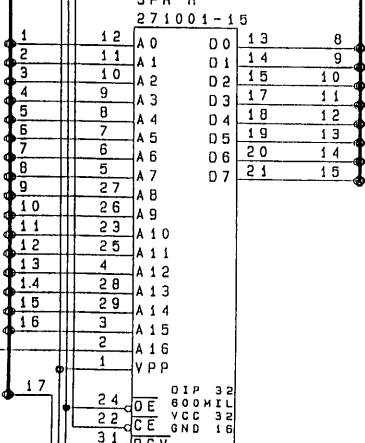 271001-15
1 12 A0 D0 13 8
2 11 A1 D1 14 9
3 10 A2 D2 15 10
4 9 A3 D3 17 11
5 8 A4 D4 18 12
6 7 A5 D5 19 13
7 6 A6 D6 20 14
8 5 A7 D7 21 15
9 27 A8
10 26 A9
11 23 A10
12 25 A11
13 4 A12
1.4 28 A13
15 29 A14
16 3 A15
2 A16
1 VPP
17
24 OE
22 CE
31
DIP 32
600MIL
VCC 32
GND 16